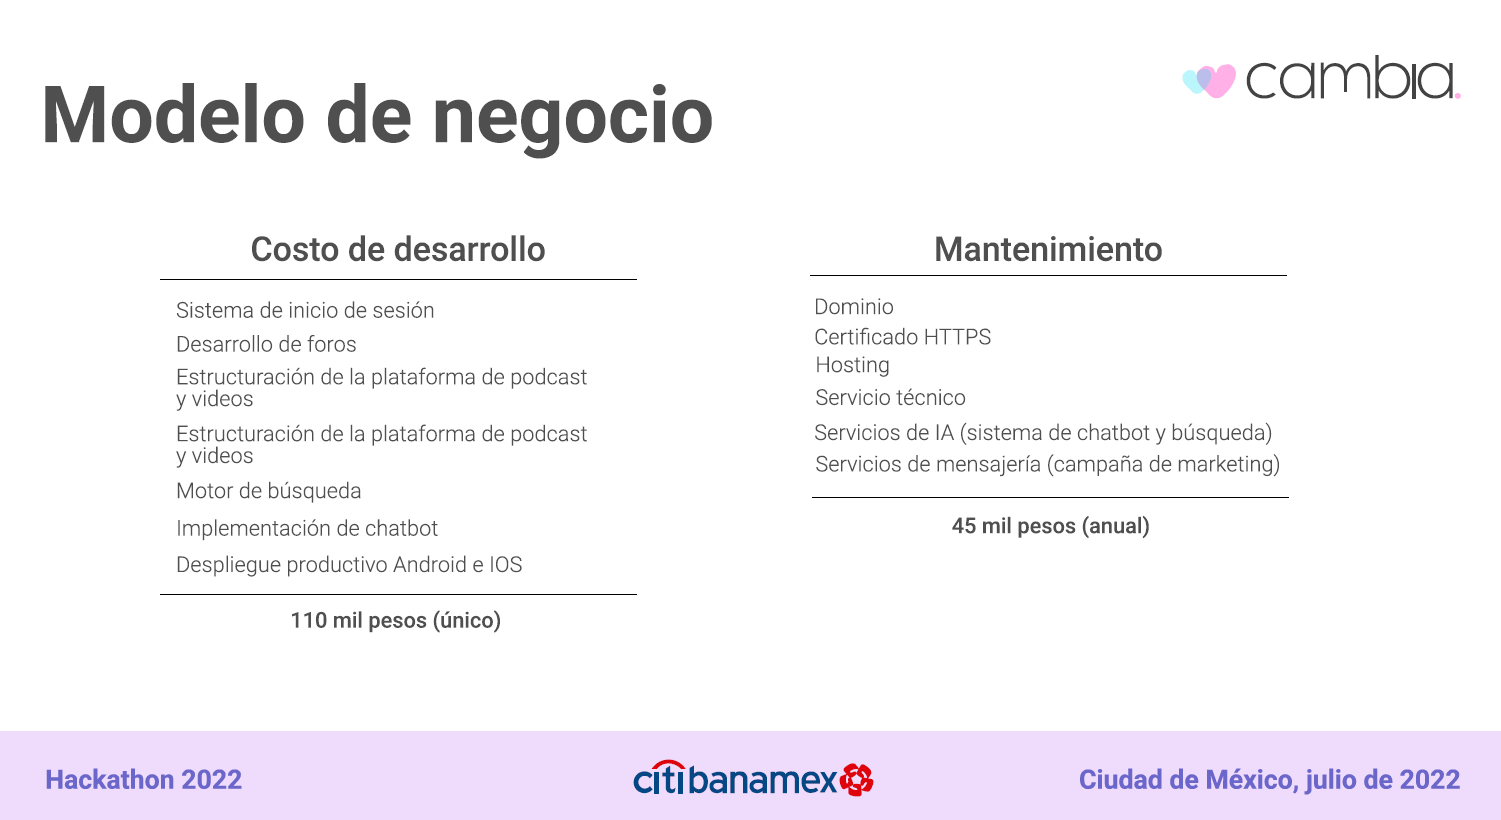 cambia.
Modelo de negocio
Costo de desarrollo
Sistema de inicio de sesión
Desarrollo de foros
Estructuración de la plataforma de podcast
y videos
Estructuración de la plataforma de podcast
y videos
Motor de búsqueda
Implementación de chatbot
Despliegue productivo Android e IOS
110 mil pesos (único)
Mantenimiento
Dominio
Certificado HTTPS
Hosting
Servicio técnico
Servicios de IA (sistema de chatbot y búsqueda)
Servicios de mensajería (campaña de marketing)
45 mil pesos (anual)
Hackathon 2022
citibanamex
Ciudad de México, julio de 2022